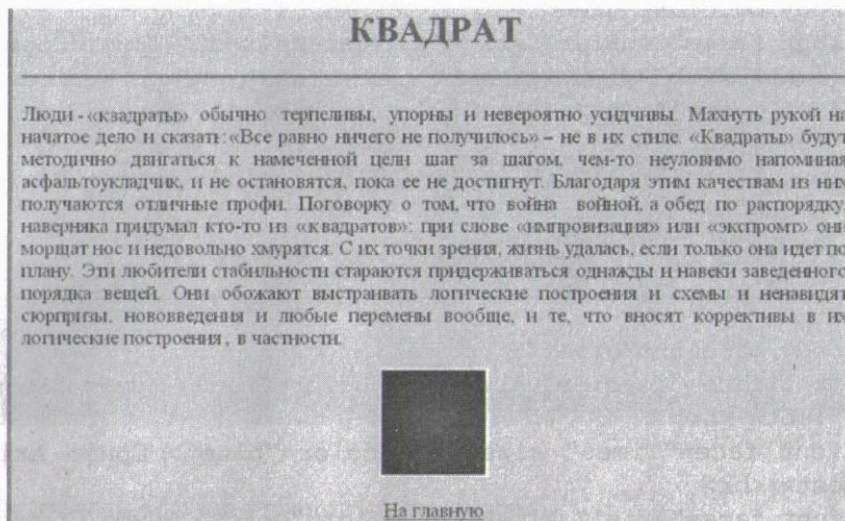 КВАДРАТ
Люди - «квадраты» обычно терпеливы, упорны и невероятно усидчивы. Махнуть рукой на
начатое дело и сказать: «Все равно ничего не получилось» – не в их стиле. «Квадраты» будут
методично двигаться к намеченной цели шаг за шагом, чем-то неуловимо напоминая
асфальтоукладчик, и не остановятся, пока ее не достигнут. Благодаря этим качествам из них
получаются отличные профи. Поговорку о том, что война войной, а обед по распорядку,
наверняка придумал кто-то из «квадратов»: при слове «импровизация» или «экспромт» они
морщат нос и недовольно хмурятся. С их точки зрения, жизнь удалась, если только она идет по
плану. Эти любители стабильности стараются придерживаться однажды и навеки заведенного
порядка вещей. Они обожают выстраивать логические построения и схемы и ненавидят
сюрпризы, нововведения и любые перемены вообще, и те, что вносят коррективы в их
логические построения , в частности.
На главную